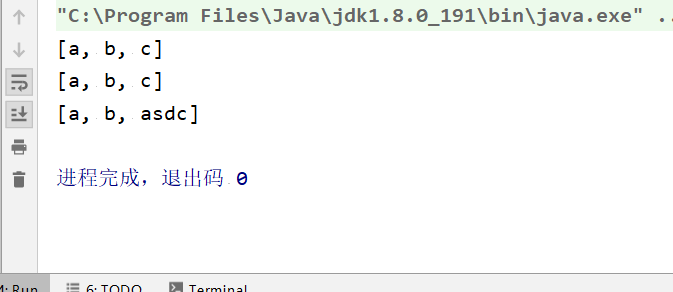 "C:\Program Files\Java\jdk1.8.0_191\bin\java.exe" ..
[a, b, c]
[a, b, c]
[a, b, asdc]
进程完成，退出码 0
4: Run 6: TODO Terminal